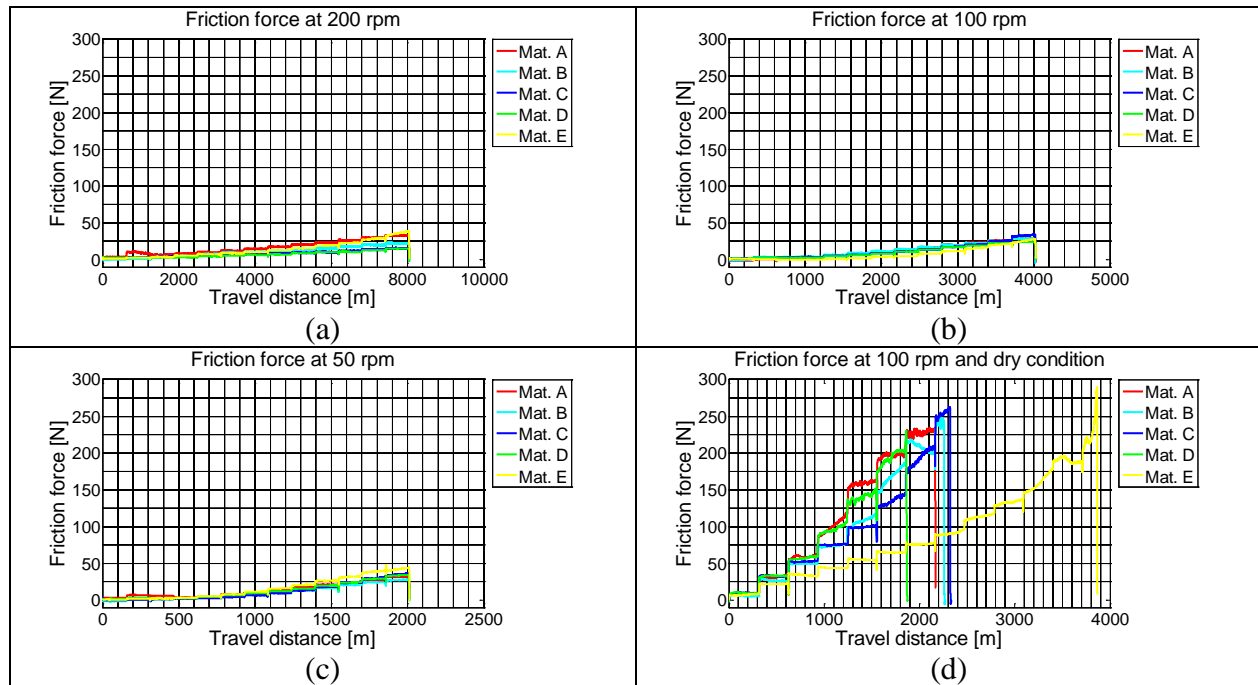 Friction force at 200 rpm
300
250
200
150
100
50
0
Friction force [N]
0 2000 4000 6000 8000 10000
Travel distance [m]
Mat. A
Mat. B
Mat. C
Mat. D
Mat. E
(a)
Friction force at 100 rpm
300
250
200
150
100
50
0
Friction force [N]
0 1000 2000 3000 4000 5000
Travel distance [m]
Mat. A
Mat. B
Mat. C
Mat. D
Mat. E
(b)
Friction force at 50 rpm
300
250
200
150
100
50
0
Friction force [N]
0 500 1000 1500 2000 2500
Travel distance [m]
Mat. A
Mat. B
Mat. C
Mat. D
Mat. E
(c)
Friction force at 100 rpm and dry condition
300
250
200
150
100
50
0
Friction force [N]
0 1000 2000 3000 4000
Travel distance [m]
Mat. A
Mat. B
Mat. C
Mat. D
Mat. E
(d)